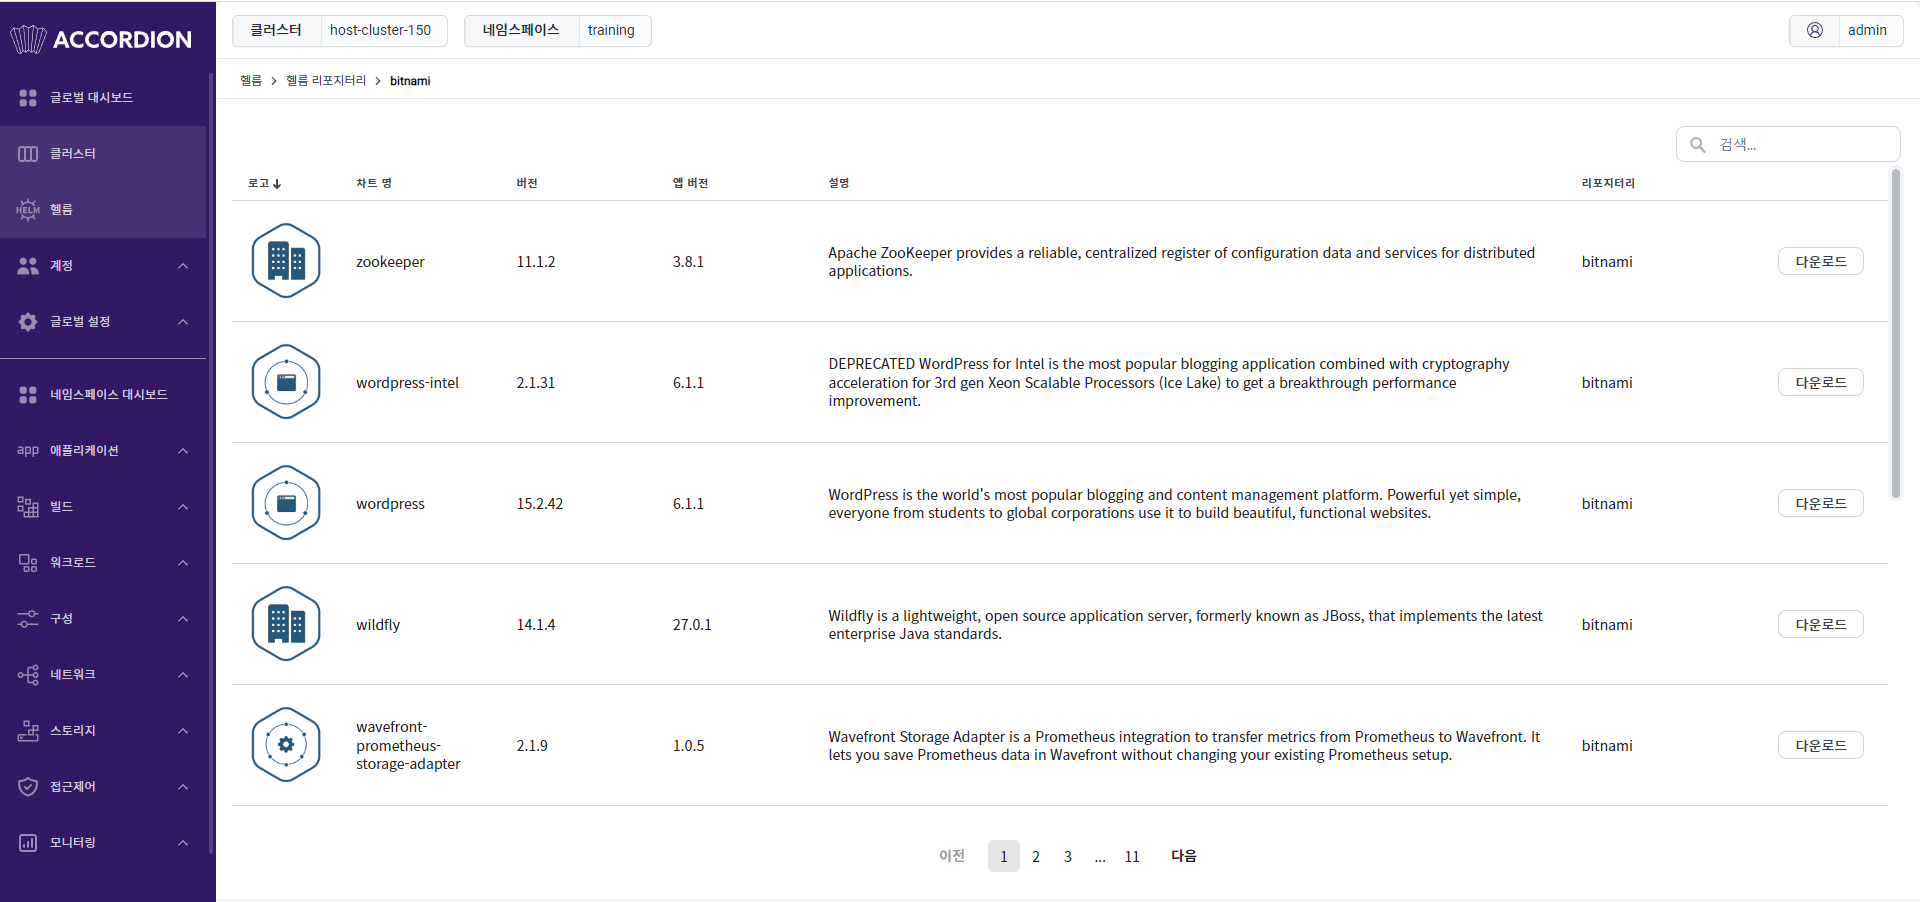 ACCORDION
클러스터 host-cluster-150 네임스페이스 training admin
글로벌 대시보드
클러스터
HELM 헬름
계정
글로벌 설정
네임스페이스 대시보드
app 애플리케이션
빌드
워크로드
구성
네트워크
스토리지
접근제어
모니터링
헬름 > 헬름 리포지터리 > bitnami
검색...
로고 차트 명 버전 앱 버전 설명 리포지터리
zookeeper 11.1.2 3.8.1 Apache ZooKeeper provides a reliable, centralized register of configuration data and services for distributed
applications.
bitnami 다운로드
wordpress-intel 2.1.31 6.1.1 DEPRECATED WordPress for Intel is the most popular blogging application combined with cryptography
acceleration for 3rd gen Xeon Scalable Processors (Ice Lake) to get a breakthrough performance
improvement.
bitnami 다운로드
wordpress 15.2.42 6.1.1 WordPress is the world's most popular blogging and content management platform. Powerful yet simple,
everyone from students to global corporations use it to build beautiful, functional websites.
bitnami 다운로드
wildfly 14.1.4 27.0.1 Wildfly is a lightweight, open source application server, formerly known as JBoss, that implements the latest
enterprise Java standards.
bitnami 다운로드
wavefront-
prometheus-
storage-adapter
2.1.9 1.0.5 Wavefront Storage Adapter is a Prometheus integration to transfer metrics from Prometheus to Wavefront. It
lets you save Prometheus data in Wavefront without changing your existing Prometheus setup.
bitnami 다운로드
이전 1 2 3 ... 11 다음